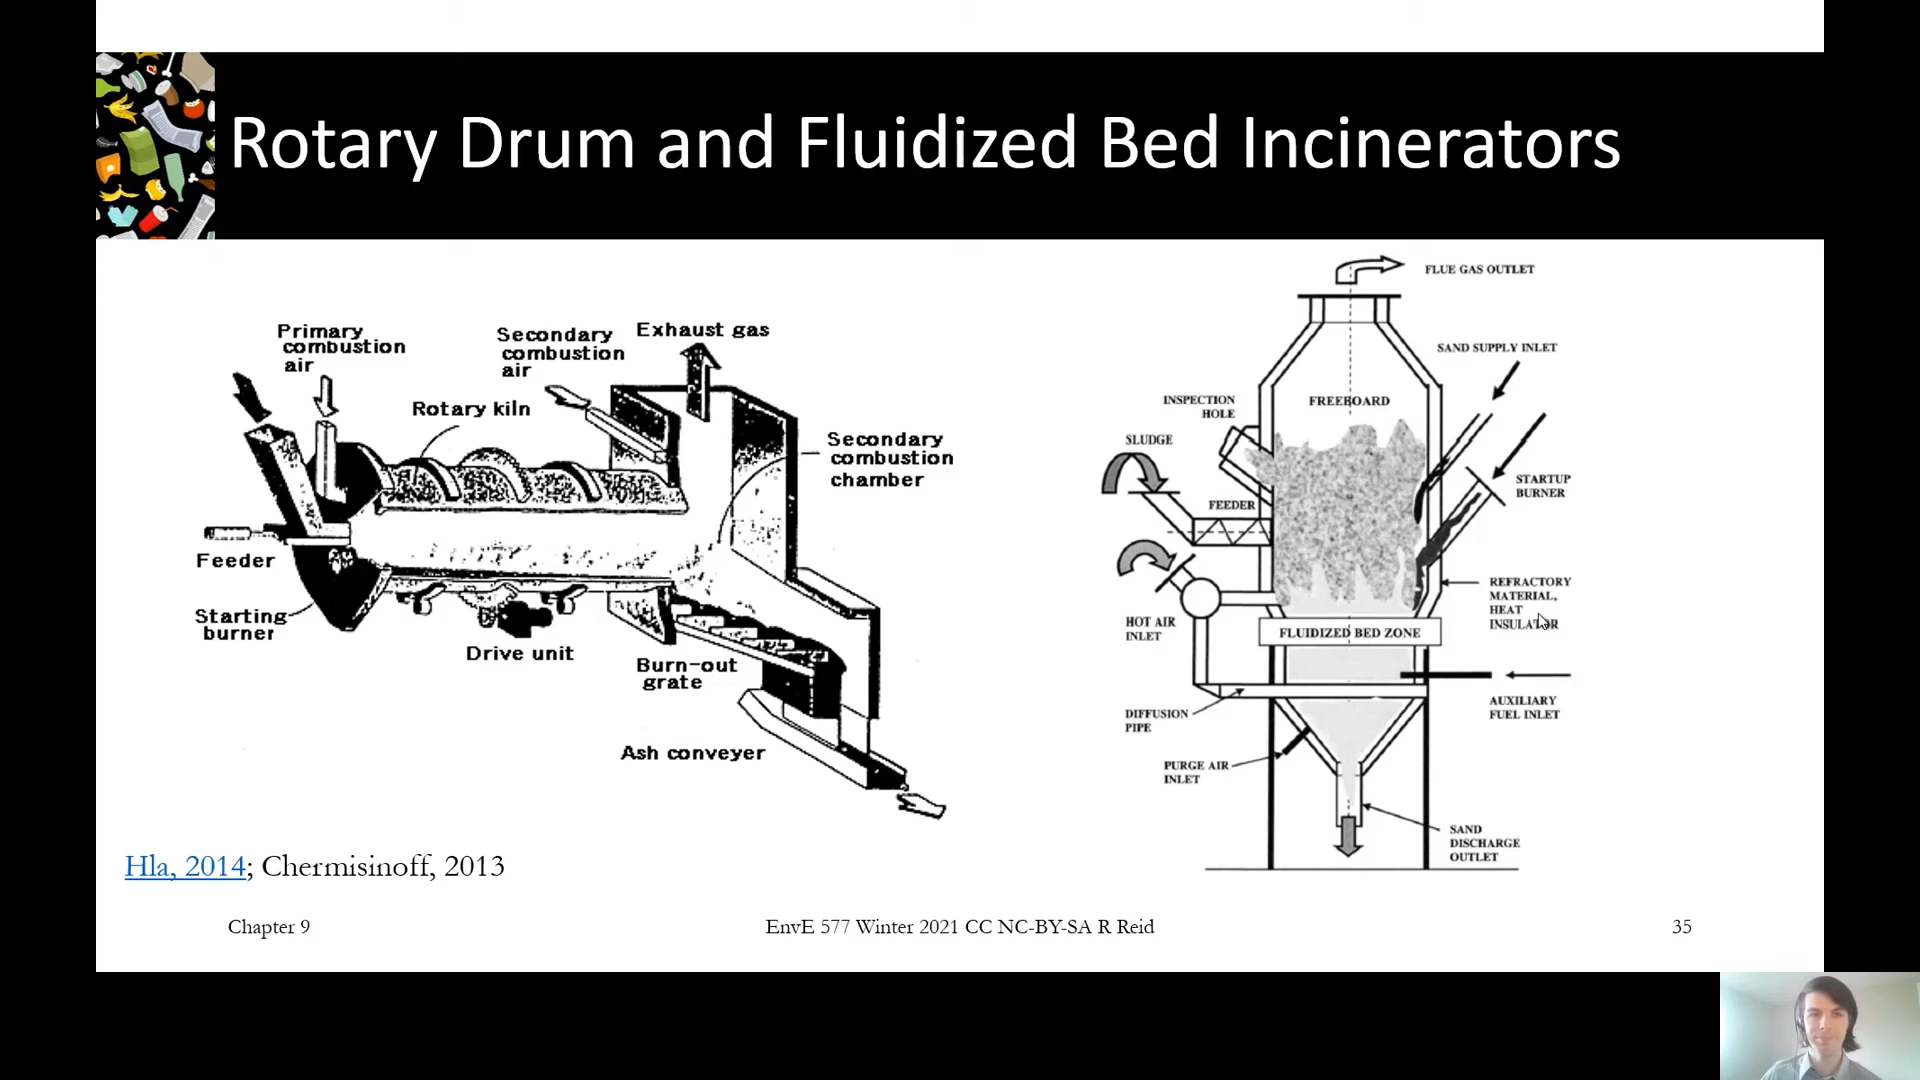 Rotary Drum and Fluidized Bed Incinerators
Primary
combustion
air
Secondary
combustion
air
Exhaust gas
Rotary kiln
Secondary
combustion
chamber
Feeder
Starting
burner
Drive unit
Burn-out
grate
Ash conveyer
FLUE GAS OUTLET
SAND SUPPLY INLET
INSPECTION
HOLE
FREEBOARD
SLUDGE
STARTUP
BURNER
FEEDER
REFRACTORY
MATERIAL,
HEAT
INSULATOR
HOT AIR
INLET
FLUIDIZED BED ZONE
AUXILIARY
FUEL INLET
DIFFUSION
PIPE
PURGE AIR
INLET
SAND
DISCHARGE
OUTLET
Hla, 2014; Chermisinoff, 2013
Chapter 9
EnvE 577 Winter 2021 CC NC-BY-SA R Reid
35